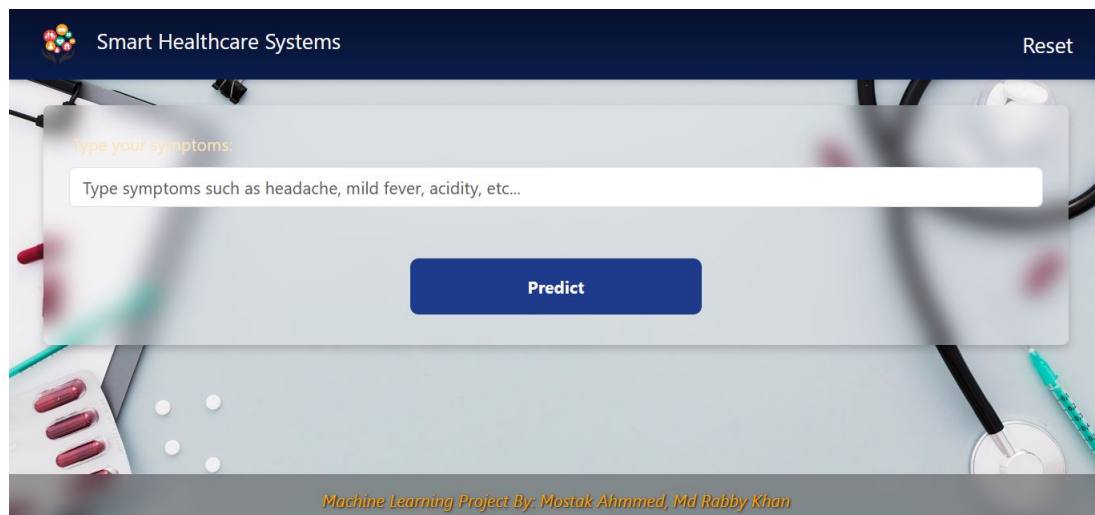 Smart Healthcare Systems
Reset
Type your symptoms:
Type symptoms such as headache, mild fever, acidity, etc...
Predict
Machine Learning Project By: Mostak Ahmmed, Md Rabby Khan